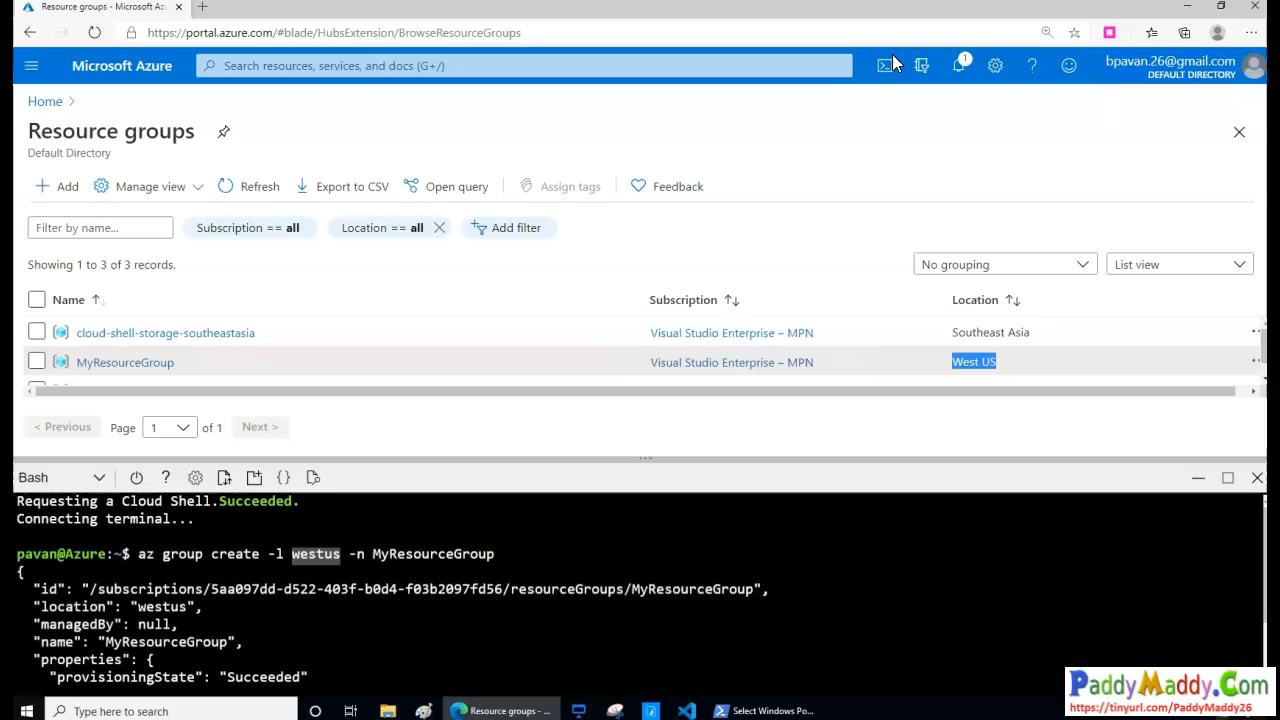 Resource groups - Microsoft Az
https://portal.azure.com/#blade/HubsExtension/BrowseResourceGroups
Microsoft Azure
Search resources, services, and docs (G+/)
1
bpavan.26@gmail.com
DEFAULT DIRECTORY
Home >
Resource groups
Default Directory
Add
Manage view
Refresh
Export to CSV
Open query
Assign tags
Feedback
Filter by name...
Subscription == all
Location == all
Add filter
Showing 1 to 3 of 3 records.
No grouping
List view
Name
Subscription
Location
cloud-shell-storage-southeastasia
Visual Studio Enterprise – MPN
Southeast Asia
MyResourceGroup
Visual Studio Enterprise – MPN
West US
< Previous
Page
1
of 1
Next >
Bash
Requesting a Cloud Shell.Succeeded.
Connecting terminal...
pavan@Azure:~$ az group create -l westus -n MyResourceGroup
{
"id": "/subscriptions/5aa097dd-d522-403f-b0d4-f03b2097fd56/resourceGroups/MyResourceGroup",
"location": "westus",
"managedBy": null,
"name": "MyResourceGroup",
"properties": {
"provisioningState": "Succeeded"
PaddyMaddy.Com
https://tinyurl.com/PaddyMaddy26
Type here to search
Resource groups - ...
Select Windows Po...